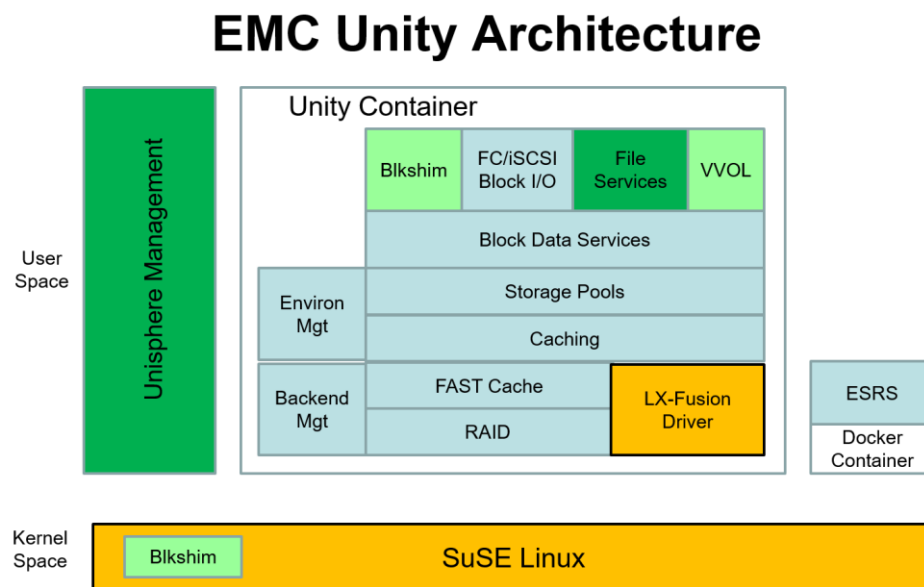 EMC Unity Architecture
Unisphere Management
Unity Container
Blkshim
FC/iSCSI
Block I/O
File
Services
VVOL
Block Data Services
User
Space
Environ
Mgt
Storage Pools
Caching
Backend
Mgt
FAST Cache
RAID
LX-Fusion
Driver
ESRS
Docker
Container
Kernel
Space
Blkshim
SuSE Linux